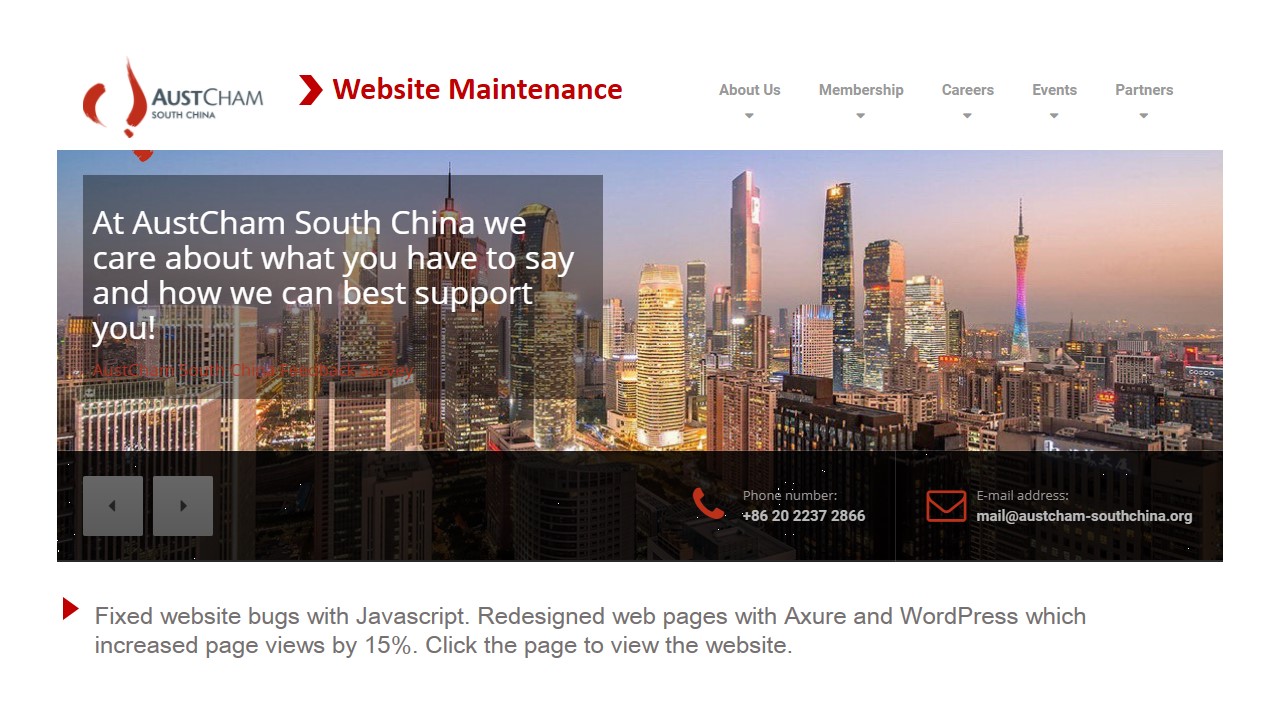 AUSTCHAM
SOUTH CHINA
Website Maintenance
About Us Membership Careers Events Partners
At AustCham South China we
care about what you have to say
and how we can best support
you!
AustCham South China Feedback Survey
Phone number:
+86 20 2237 2866
E-mail address:
mail@austcham-southchina.org
Fixed website bugs with Javascript. Redesigned web pages with Axure and WordPress which
increased page views by 15%. Click the page to view the website.